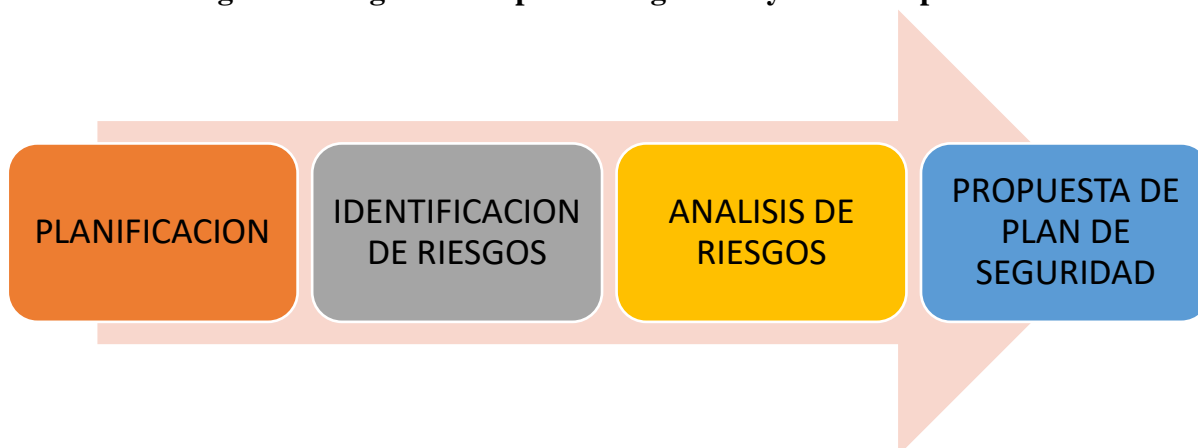 PLANIFICACION
IDENTIFICACION
DE RIESGOS
ANALISIS DE
RIESGOS
PROPUESTA DE
PLAN DE
SEGURIDAD